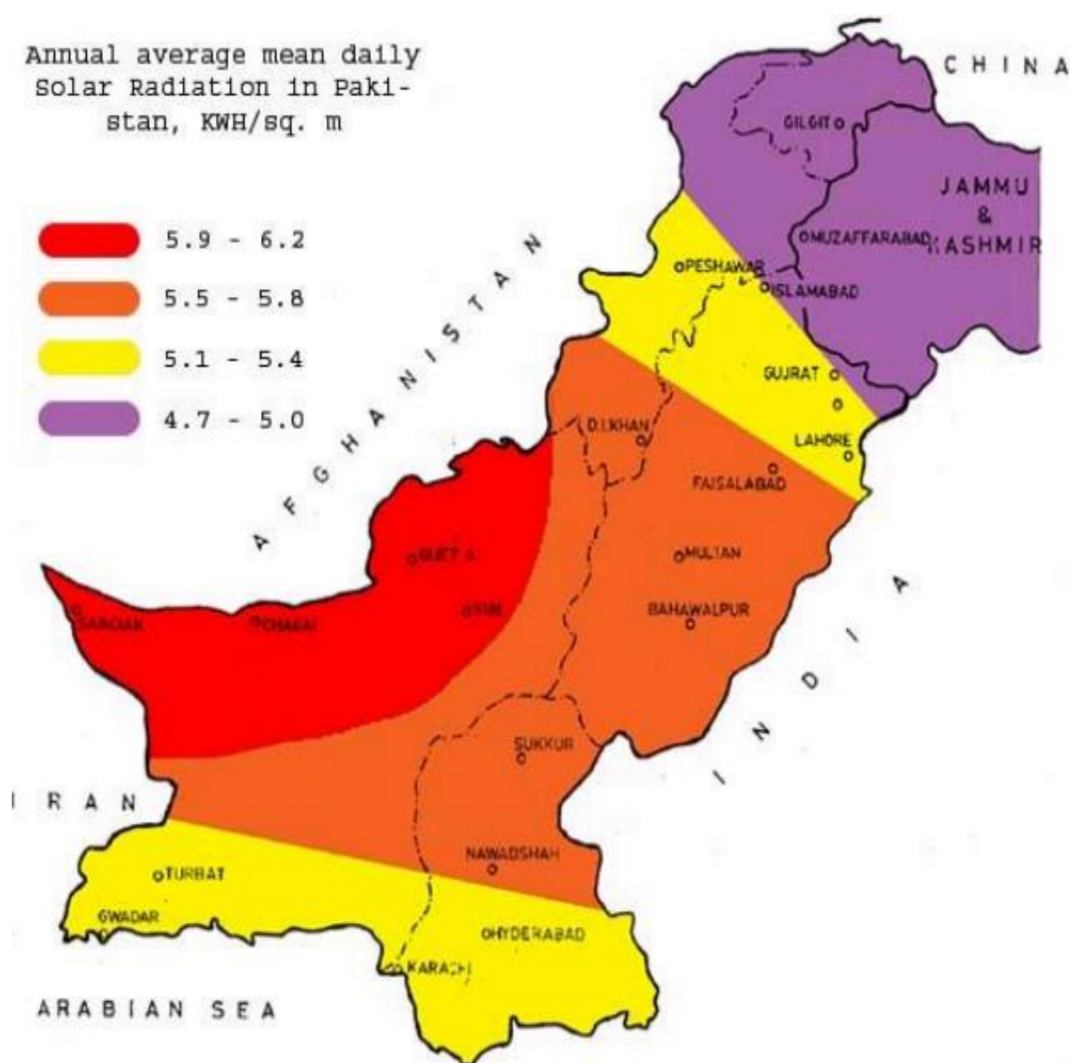 Annual average mean daily
Solar Radiation in Paki-
stan, KWH/sq. m
5.9 - 6.2
5.5 - 5.8
5.1 - 5.4
4.7 - 5.0
CHINA
GILGIT
JAMMU
&
KASHMIR
MUZAFFARABAD
AFGHANISTAN
PESHAWAR
ISLAMABAD
GUJRAT
D.I.KHAN
LAHORE
FAISALABAD
MULTAN
BAHAWALPUR
SIBI
INDIA
SUKKUR
IRAN
NAWABSHAH
TURBAT
GWADAR
HYDERABAD
KARACHI
ARABIAN SEA